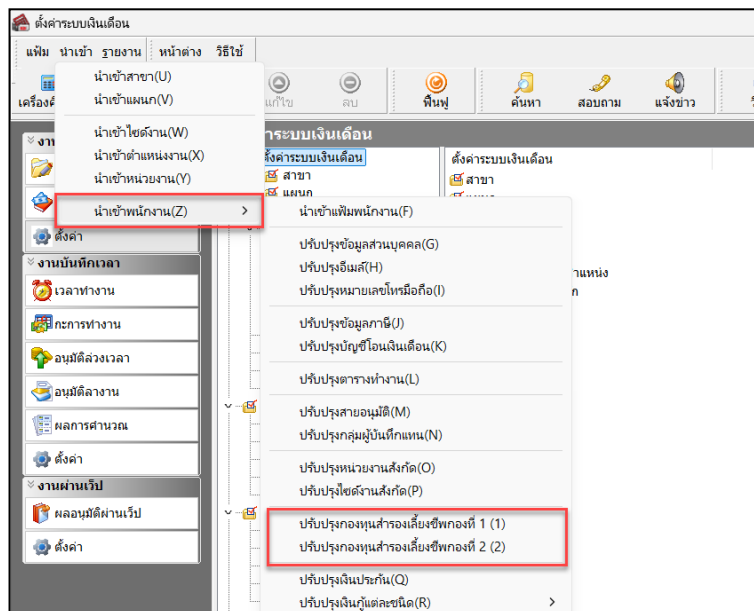 ตั้งค่าระบบเงินเดือน
แฟ้ม นำเข้า รายงาน หน้าต่าง วิธีใช้
แก้ไข ลบ ฟื้นฟู ค้นหา สอบถาม แจ้งข่าว
นำเข้าสาขา(U)
นำเข้าแผนก(V)
นำเข้าไซด์งาน(W)
นำเข้าตำแหน่งงาน(X)
นำเข้าหน่วยงาน(Y)
นำเข้าพนักงาน(Z)
ตั้งค่าระบบเงินเดือน
สาขา
แผนก
ตั้งค่าระบบเงินเดือน
สาขา
นำเข้าแฟ้มพนักงาน(F)
ปรับปรุงข้อมูลส่วนบุคคล(G)
ปรับปรุงอีเมล์(H)
ปรับปรุงหมายเลขโทรมือถือ(I)
ปรับปรุงข้อมูลภาษี(J)
ปรับปรุงบัญชีโอนเงินเดือน(K)
ปรับปรุงตารางทำงาน(L)
ปรับปรุงสายอนุมัติ(M)
ปรับปรุงกลุ่มผู้บันทึกแทน(N)
ปรับปรุงหน่วยงานสังกัด(O)
ปรับปรุงไซด์งานสังกัด(P)
ปรับปรุงกองทุนสำรองเลี้ยงชีพกองที่ 1 (1)
ปรับปรุงกองทุนสำรองเลี้ยงชีพกองที่ 2 (2)
ปรับปรุงเงินประกัน(Q)
ปรับปรุงเงินกู้แต่ละชนิด(R)
ตั้งค่า
งานบันทึกเวลา
เวลาทำงาน
กะการทำงาน
อนุมัติล่วงเวลา
อนุมัติลางาน
ผลการคำนวณ
ตั้งค่า
งานผ่านเว็ป
ผลอนุมัติผ่านเว็ป
ตั้งค่า